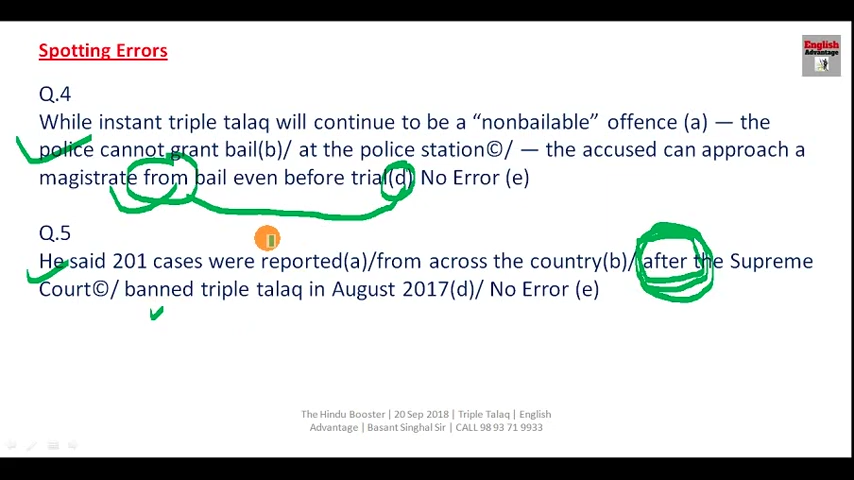 Spotting Errors
English
Advantage
Q.4
While instant triple talaq will continue to be a “nonbailable” offence (a) — the
police cannot grant bail(b)/ at the police station©/ — the accused can approach a
magistrate from bail even before trial(d) No Error (e)
Q.5
He said 201 cases were reported(a)/from across the country(b)/ after the Supreme
Court©/ banned triple talaq in August 2017(d)/ No Error (e)
The Hindu Booster | 20 Sep 2018 | Triple Talaq | English
Advantage | Basant Singhal Sir | CALL 98 93 71 9933